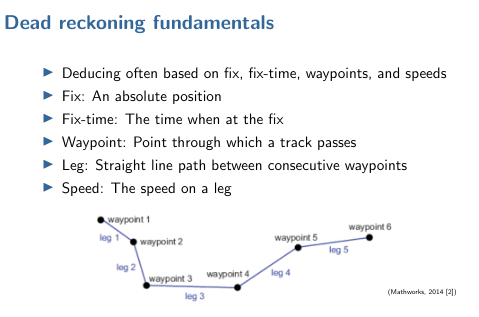 Dead reckoning fundamentals
Deducing often based on fix, fix-time, waypoints, and speeds
Fix: An absolute position
Fix-time: The time when at the fix
Waypoint: Point through which a track passes
Leg: Straight line path between consecutive waypoints
Speed: The speed on a leg
waypoint 1
leg 1
waypoint 2
leg 2
waypoint 3
leg 3
waypoint 4
leg 4
waypoint 5
leg 5
waypoint 6
(Mathworks, 2014 [2])